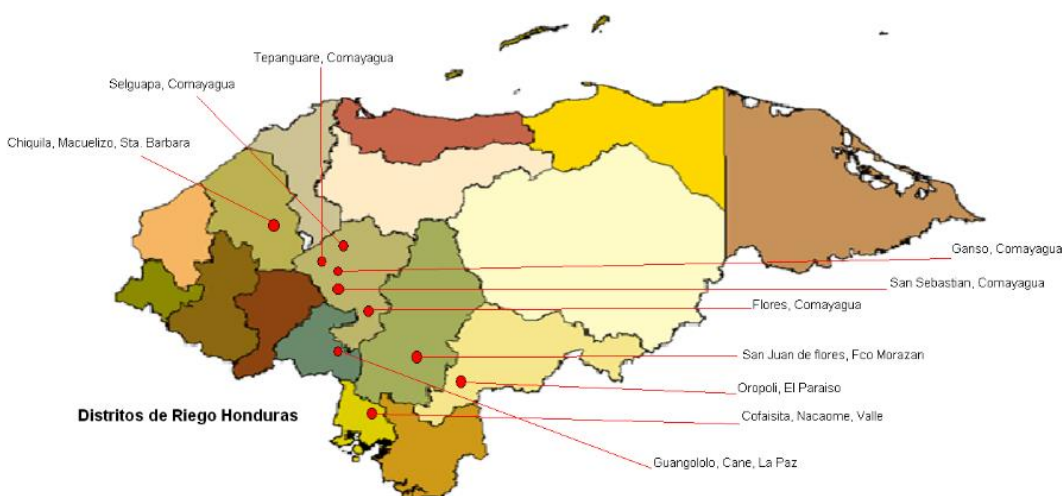 Tepanguare, Comayagua
Selguapa, Comayagua
Chiquila, Macuelizo, Sta. Barbara
Ganso, Comayagua
San Sebastian, Comayagua
Flores, Comayagua
San Juan de flores, Fco Morazan
Oropoli, El Paraiso
Distritos de Riego Honduras
Cofaisita, Nacaome, Valle
Guangololo, Cane, La Paz